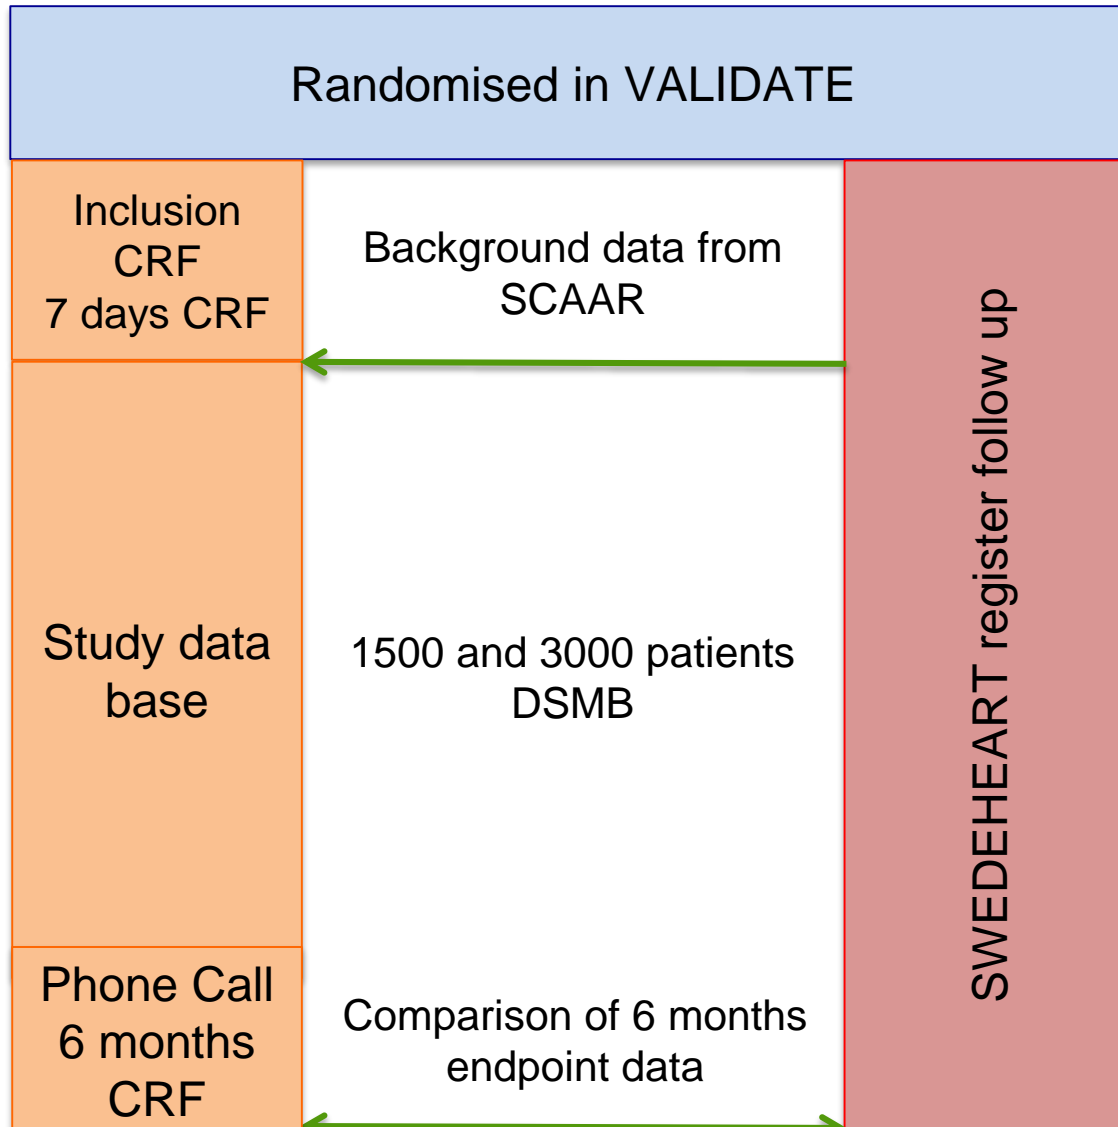 Randomised in VALIDATE
Inclusion
CRF
7 days CRF
Background data from
SCAAR
SWEDEHEART register follow up
Study data
base
1500 and 3000 patients
DSMB
Phone Call
6 months
CRF
Comparison of 6 months
endpoint data